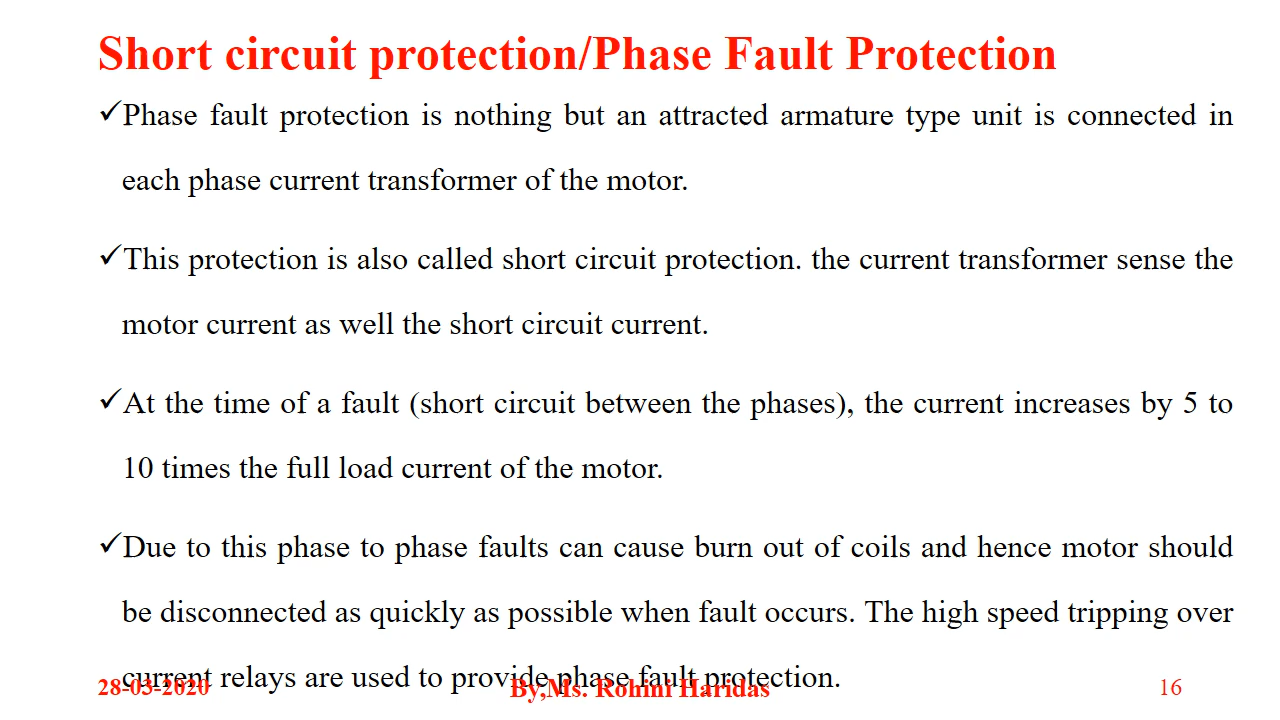 Short circuit protection/Phase Fault Protection
✓Phase fault protection is nothing but an attracted armature type unit is connected in
each phase current transformer of the motor.
✓This protection is also called short circuit protection. the current transformer sense the
motor current as well the short circuit current.
✓At the time of a fault (short circuit between the phases), the current increases by 5 to
10 times the full load current of the motor.
✓Due to this phase to phase faults can cause burn out of coils and hence motor should
be disconnected as quickly as possible when fault occurs. The high speed tripping over
current relays are used to provide phase fault protection.
28-03-2020 By,Ms. Rohini Haridas 16